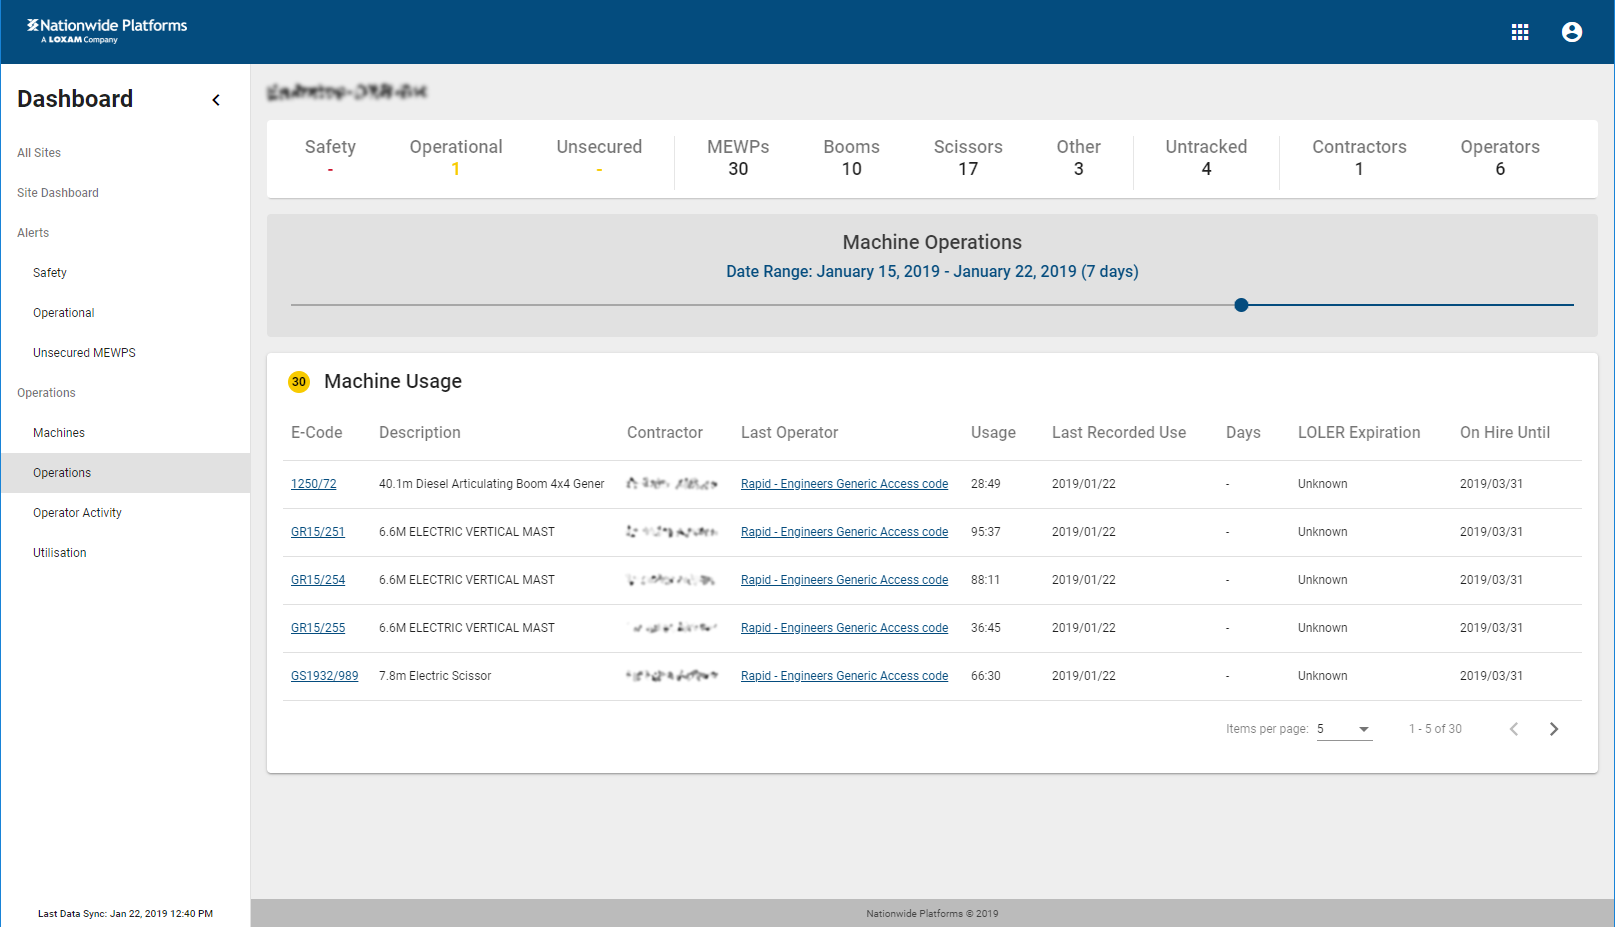 Nationwide Platforms
A LOXAM Company
Dashboard
All Sites
Site Dashboard
Alerts
Safety
Operational
Unsecured MEWPS
Operations
Machines
Operations
Operator Activity
Utilisation
Last Data Sync: Jan 22, 2019 12:40 PM
Safety Operational Unsecured MEWPs Booms Scissors Other Untracked Contractors Operators
- 1 - 30 10 17 3 4 1 6
Machine Operations
Date Range: January 15, 2019 - January 22, 2019 (7 days)
30 Machine Usage
E-Code Description Contractor Last Operator Usage Last Recorded Use Days LOLER Expiration On Hire Until
1250/72 40.1m Diesel Articulating Boom 4x4 Gener Rapid - Engineers Generic Access code 28:49 2019/01/22 - Unknown 2019/03/31
GR15/251 6.6M ELECTRIC VERTICAL MAST Rapid - Engineers Generic Access code 95:37 2019/01/22 - Unknown 2019/03/31
GR15/254 6.6M ELECTRIC VERTICAL MAST Rapid - Engineers Generic Access code 88:11 2019/01/22 - Unknown 2019/03/31
GR15/255 6.6M ELECTRIC VERTICAL MAST Rapid - Engineers Generic Access code 36:45 2019/01/22 - Unknown 2019/03/31
GS1932/989 7.8m Electric Scissor Rapid - Engineers Generic Access code 66:30 2019/01/22 - Unknown 2019/03/31
Items per page: 5 1 - 5 of 30
Nationwide Platforms © 2019